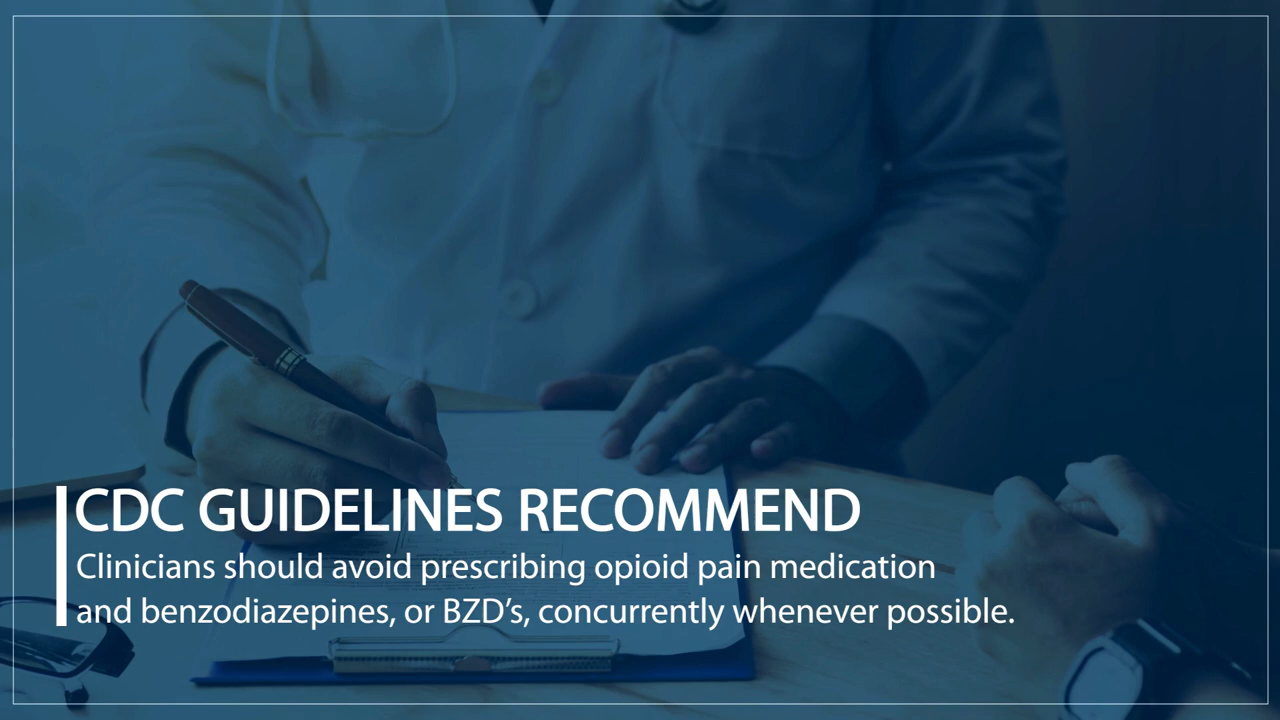 CDC GUIDELINES RECOMMEND
Clinicians should avoid prescribing opioid pain medication
and benzodiazepines, or BZD’s, concurrently whenever possible.